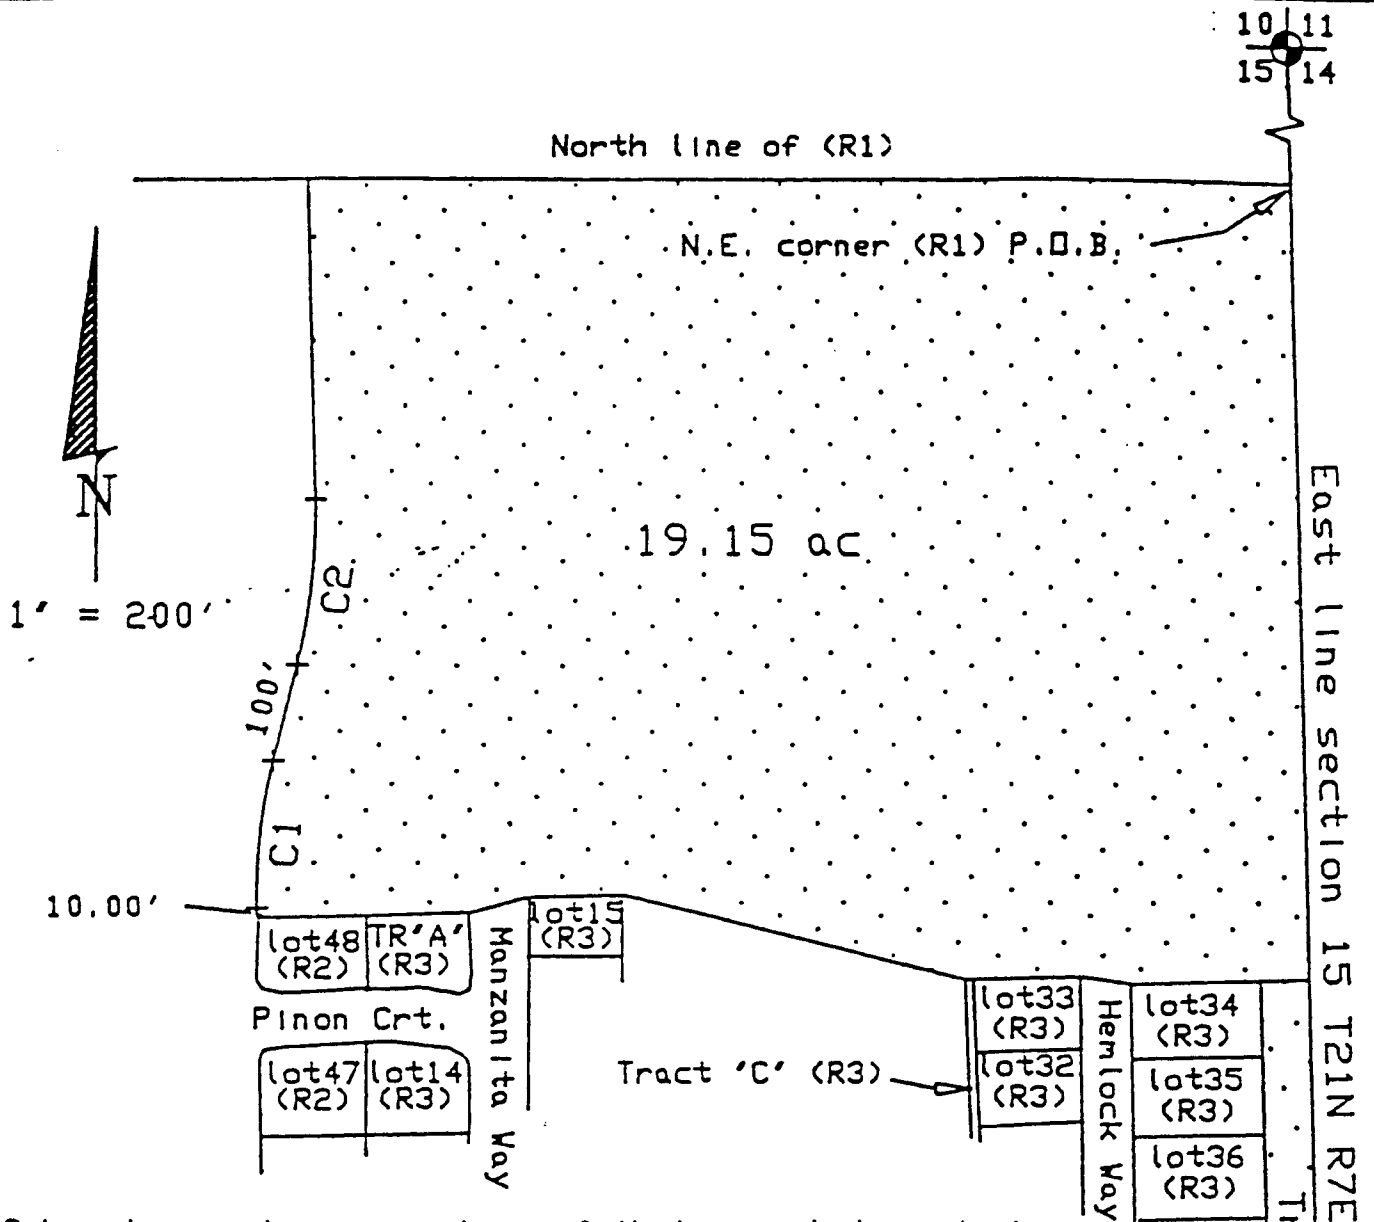 10 11
15 14
North line of (R1)
N.E. corner (R1) P.O.B.
N
1" = 200'
19.15 ac.
C2
100'
C1
10.00'
East line section 15 T21N R7E
lot48
(R2)
TR'A'
(R3)
lot15
(R3)
Manzanita Way
Pinon Crt.
lot47
(R2)
lot14
(R3)
Tract 'C' (R3)
lot33
(R3)
lot32
(R3)
Hemlock Way
lot34
(R3)
lot35
(R3)
lot36
(R3)